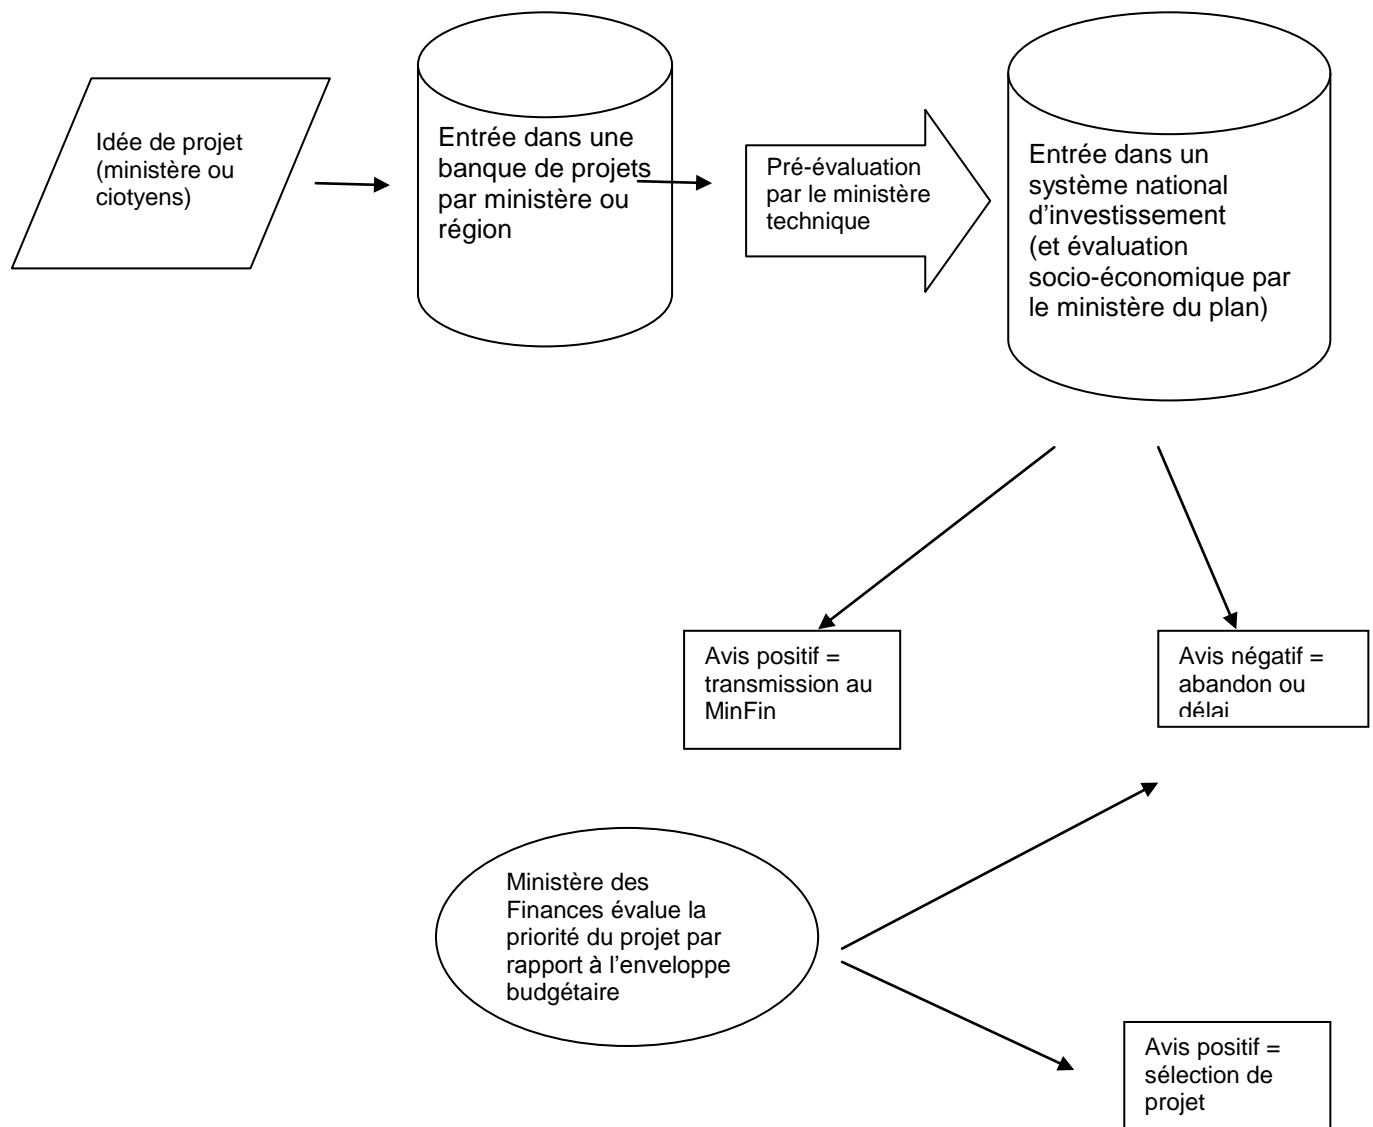 Idée de projet
(ministère ou
ciotyens)
Entrée dans une
banque de projets
par ministère ou
région
Pré-évaluation
par le ministère
technique
Entrée dans un
système national
d’investissement
(et évaluation
socio-économique par
le ministère du plan)
Avis positif =
transmission au
MinFin
Avis négatif =
abandon ou
délai
Ministère des
Finances évalue la
priorité du projet par
rapport à l’enveloppe
budgétaire
Avis positif =
sélection de
projet